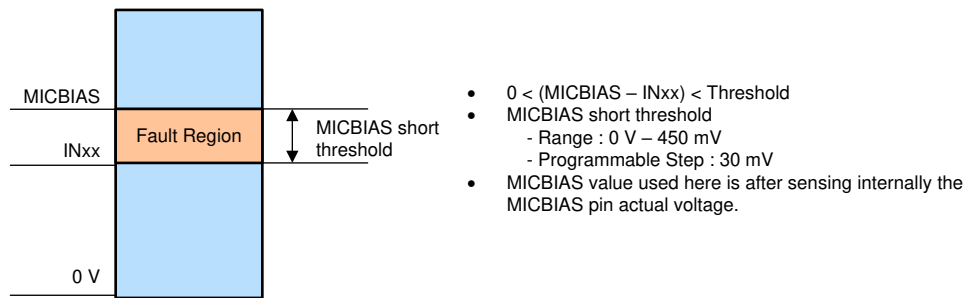 MICBIAS
Fault Region
INxx
0 V
MICBIAS short
threshold
• 0 < (MICBIAS – INxx) < Threshold
• MICBIAS short threshold
- Range : 0 V – 450 mV
- Programmable Step : 30 mV
• MICBIAS value used here is after sensing internally the
MICBIAS pin actual voltage.